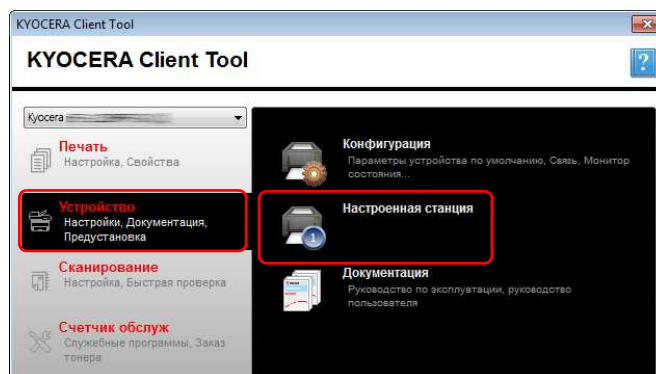 KYOCERA Client Tool
KYOCERA Client Tool
?
Kyocera
Печать
Настройка, Свойства
Устройство
Настройки, Документация,
Предустановка
Сканирование
Настройка, Быстрая проверка
Счетчик обслуж
Служебные программы, Заказ
тонера
Конфигурация
Параметры устройства по умолчанию, Связь, Монитор
состояния...
Настроенная станция
1
Документация
Руководство по эксплуатации, руководство
пользователя